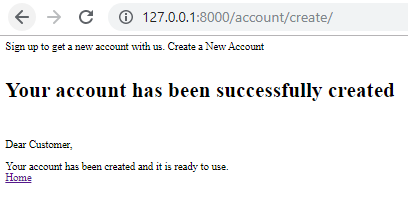 127.0.0.1:8000/account/create/
Sign up to get a new account with us. Create a New Account
Your account has been successfully created
Dear Customer,
Your account has been created and it is ready to use.
Home